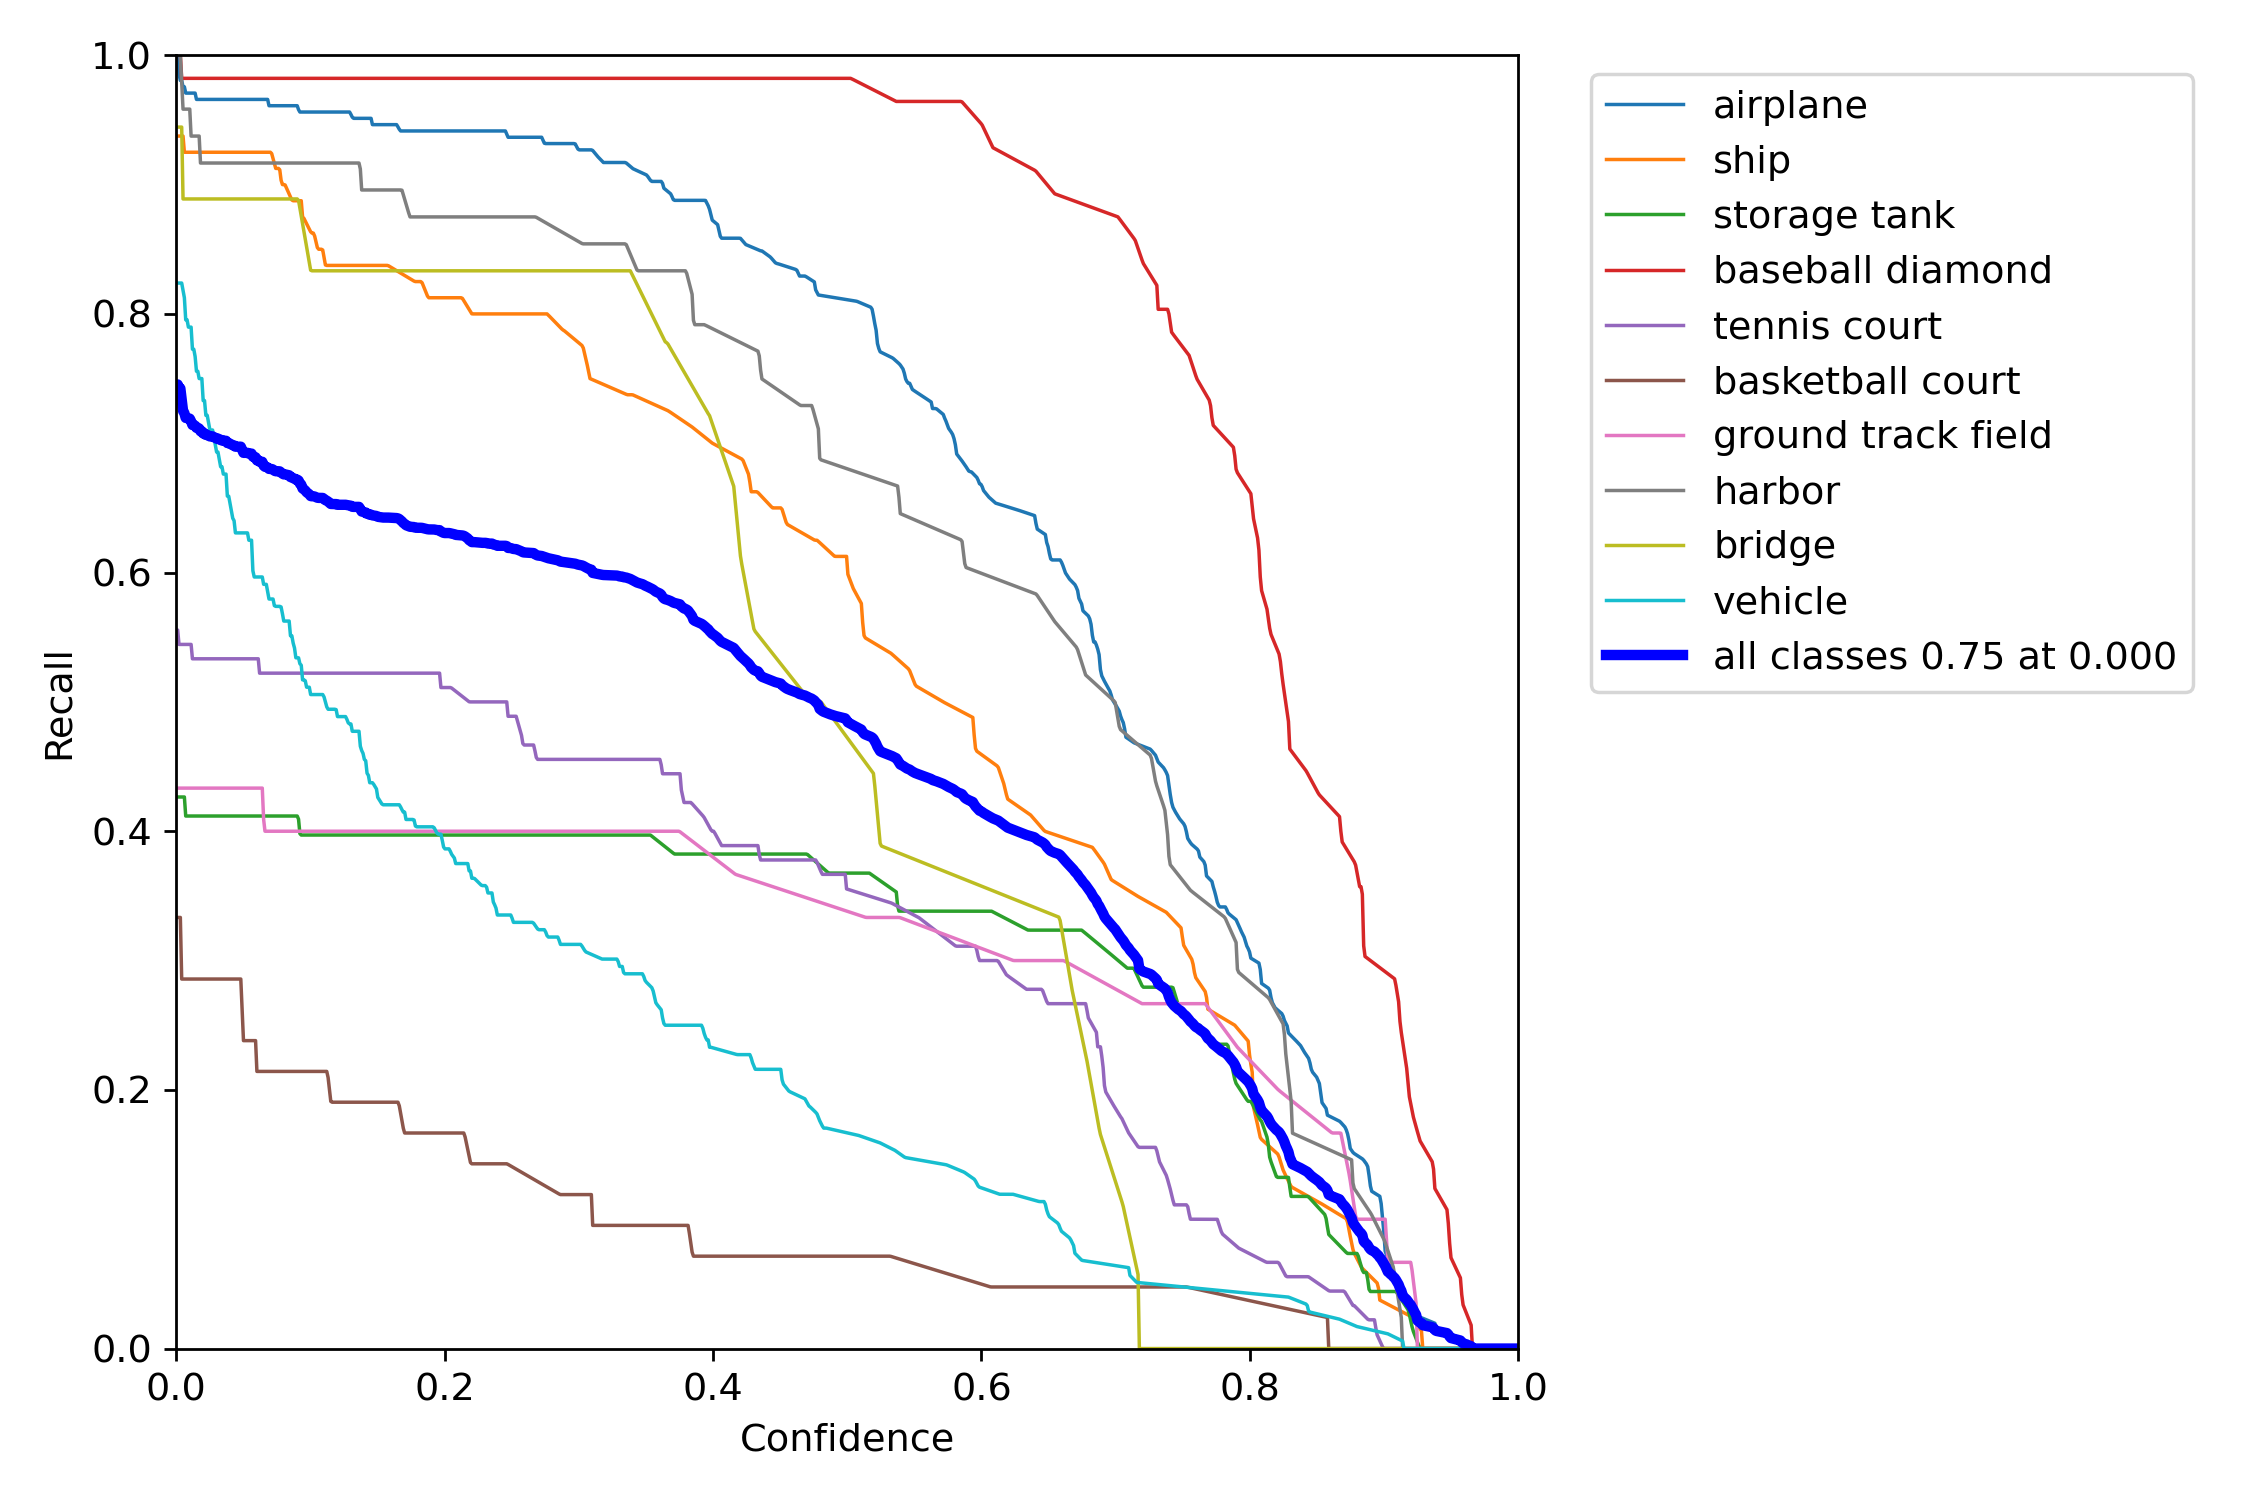 1.0
0.8
0.6
0.4
0.2
0.0
Recall
0.0 0.2 0.4 0.6 0.8 1.0
Confidence
airplane
ship
storage tank
baseball diamond
tennis court
basketball court
ground track field
harbor
bridge
vehicle
all classes 0.75 at 0.000